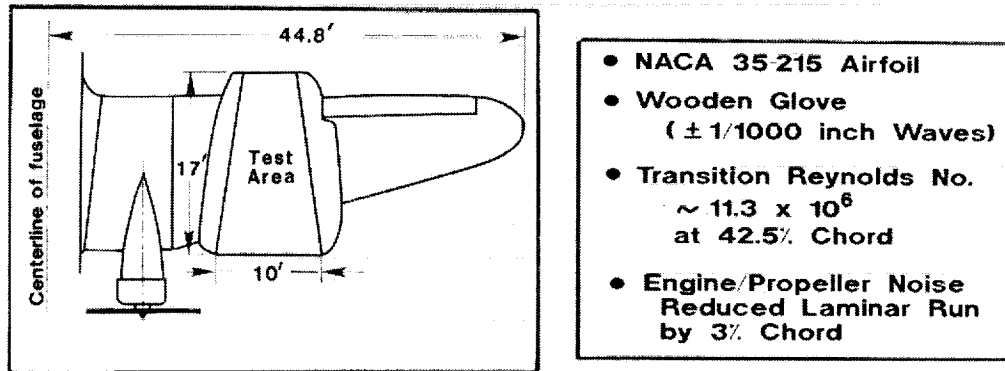 44.8′
Centerline of fuselage
17′
Test
Area
10′
• NACA 35-215 Airfoil
• Wooden Glove
( ± 1/1000 inch Waves)
• Transition Reynolds No.
~ 11.3 x 10⁶
at 42.5% Chord
• Engine/Propeller Noise
Reduced Laminar Run
by 3% Chord